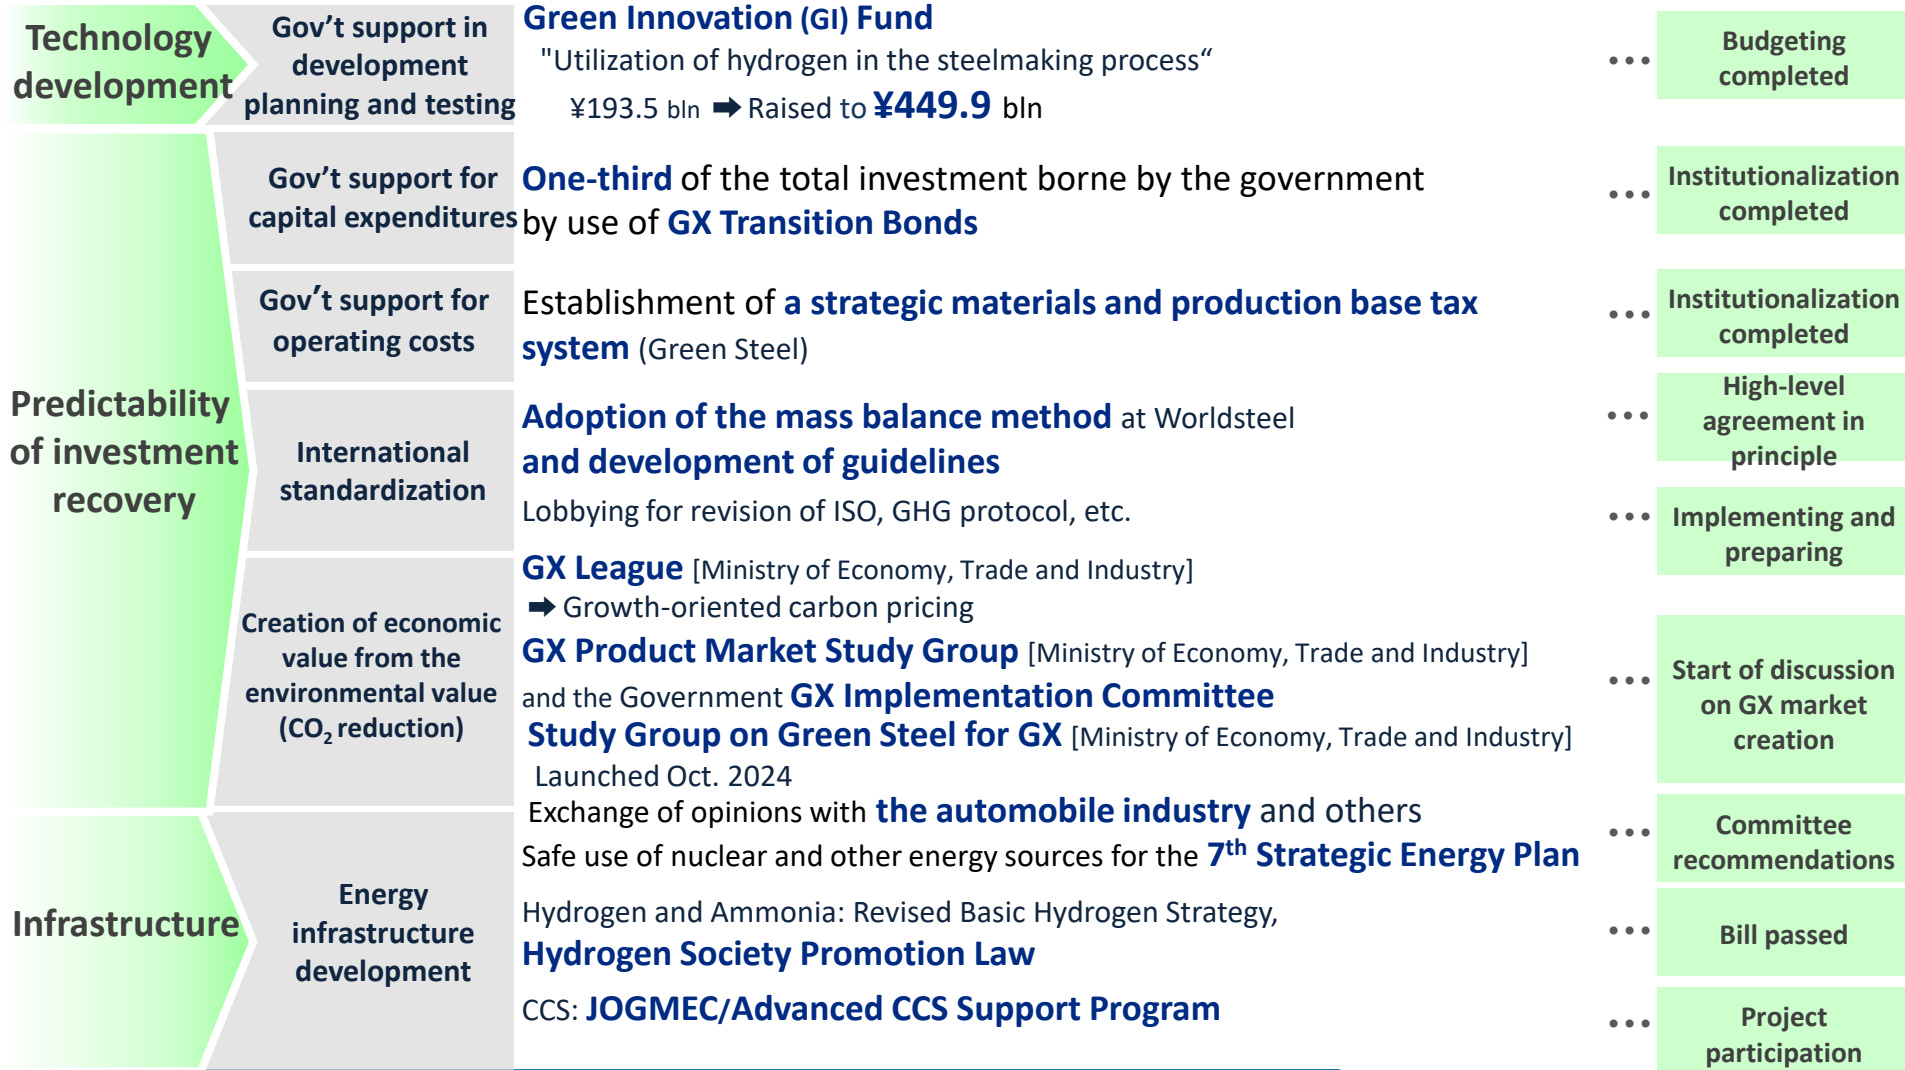 Technology
development
Gov't support in
development
planning and testing
Green Innovation (GI) Fund
"Utilization of hydrogen in the steelmaking process“
¥193.5 bln ➡ Raised to ¥449.9 bln
•••
Budgeting
completed
Predictability
of investment
recovery
Gov't support for
capital expenditures
One-third of the total investment borne by the government
by use of GX Transition Bonds
•••
Institutionalization
completed
Gov't support for
operating costs
Establishment of a strategic materials and production base tax
system (Green Steel)
•••
Institutionalization
completed
International
standardization
Adoption of the mass balance method at Worldsteel
and development of guidelines
•••
High-level
agreement in
principle
Lobbying for revision of ISO, GHG protocol, etc.
•••
Implementing and
preparing
Creation of economic
value from the
environmental value
(CO₂ reduction)
GX League [Ministry of Economy, Trade and Industry]
➡ Growth-oriented carbon pricing
GX Product Market Study Group [Ministry of Economy, Trade and Industry]
and the Government GX Implementation Committee
Study Group on Green Steel for GX [Ministry of Economy, Trade and Industry]
Launched Oct. 2024
Exchange of opinions with the automobile industry and others
•••
Start of discussion
on GX market
creation
Infrastructure
Energy
infrastructure
development
Safe use of nuclear and other energy sources for the 7th Strategic Energy Plan
•••
Committee
recommendations
Hydrogen and Ammonia: Revised Basic Hydrogen Strategy,
Hydrogen Society Promotion Law
•••
Bill passed
CCS: JOGMEC/Advanced CCS Support Program
•••
Project
participation